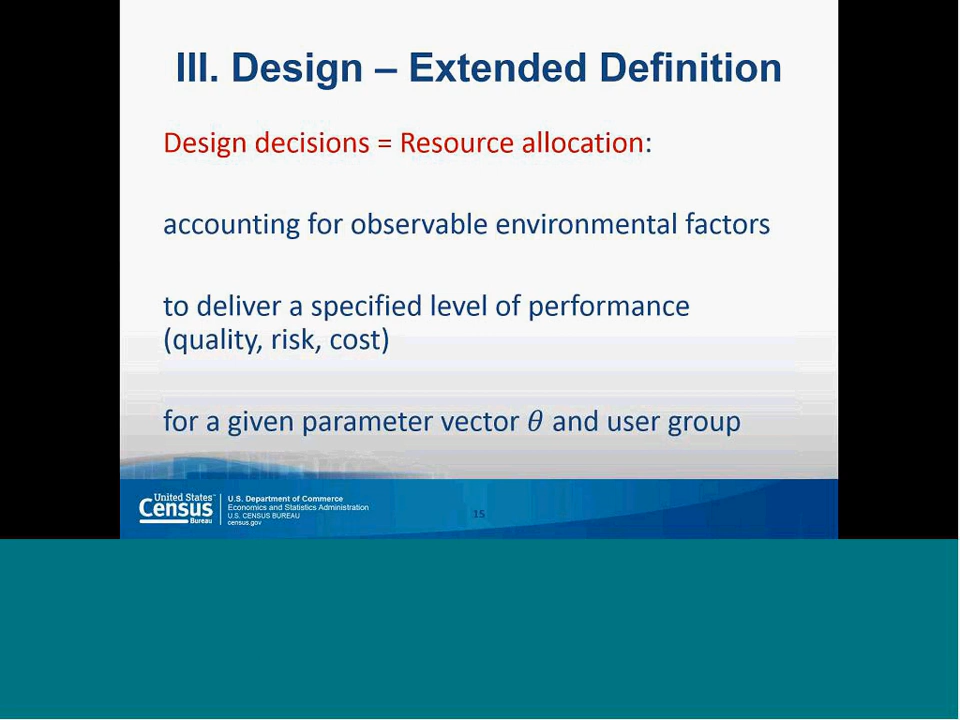 III. Design – Extended Definition
Design decisions = Resource allocation:
accounting for observable environmental factors
to deliver a specified level of performance
(quality, risk, cost)
for a given parameter vector 𝜃 and user group
United States™
Census
Bureau
U.S. Department of Commerce
Economics and Statistics Administration
U.S. CENSUS BUREAU
census.gov
15